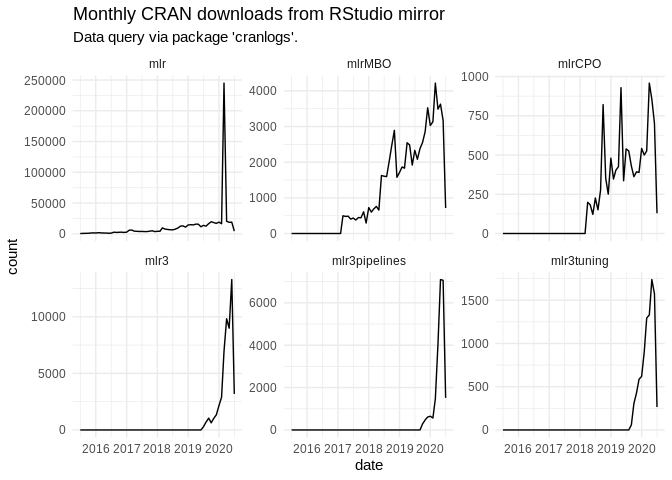 Monthly CRAN downloads from RStudio mirror
Data query via package 'cranlogs'.
mlr
mlrMBO
mlrCPO
250000
200000
150000
100000
50000
0
4000
3000
2000
1000
0
1000
750
500
250
0
count
mlr3
mlr3pipelines
mlr3tuning
10000
5000
0
6000
4000
2000
0
1500
1000
500
0
2016 2017 2018 2019 2020
2016 2017 2018 2019 2020
2016 2017 2018 2019 2020
date